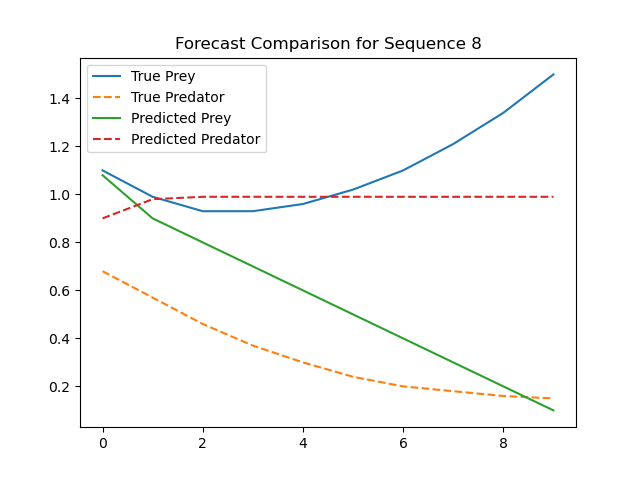 Forecast Comparison for Sequence 8
True Prey
True Predator
Predicted Prey
Predicted Predator
1.4
1.2
1.0
0.8
0.6
0.4
0.2
0 2 4 6 8